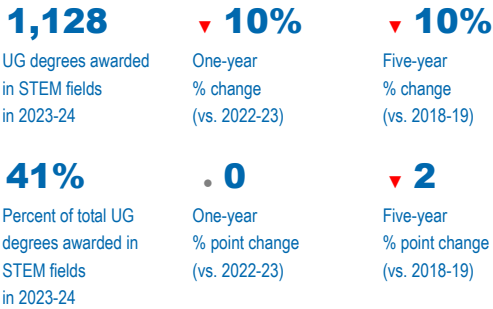 1,128
UG degrees awarded
in STEM fields
in 2023-24
▼ 10%
One-year
% change
(vs. 2022-23)
▼ 10%
Five-year
% change
(vs. 2018-19)
41%
Percent of total UG
degrees awarded in
STEM fields
in 2023-24
• 0
One-year
% point change
(vs. 2022-23)
▼ 2
Five-year
% point change
(vs. 2018-19)